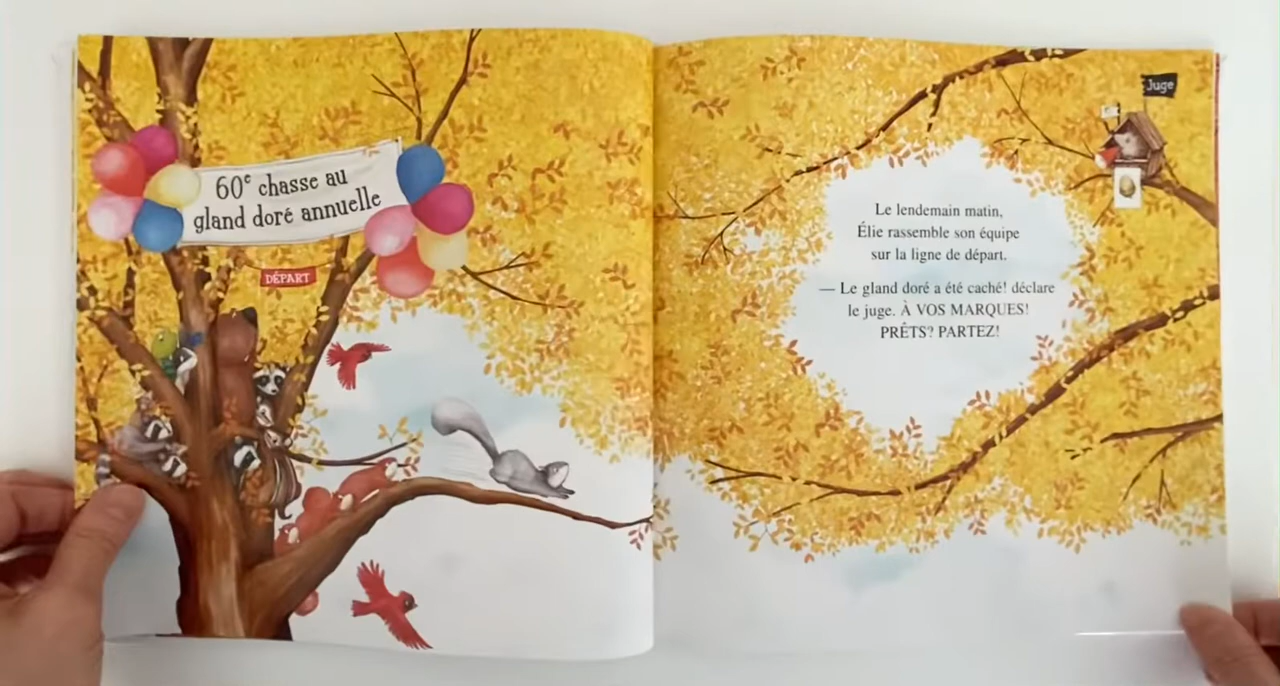 60e chasse au
gland doré annuelle
DÉPART
Juge
Le lendemain matin,
Élie rassemble son équipe
sur la ligne de départ.
— Le gland doré a été caché! déclare
le juge. À VOS MARQUES!
PRÊTS? PARTEZ!